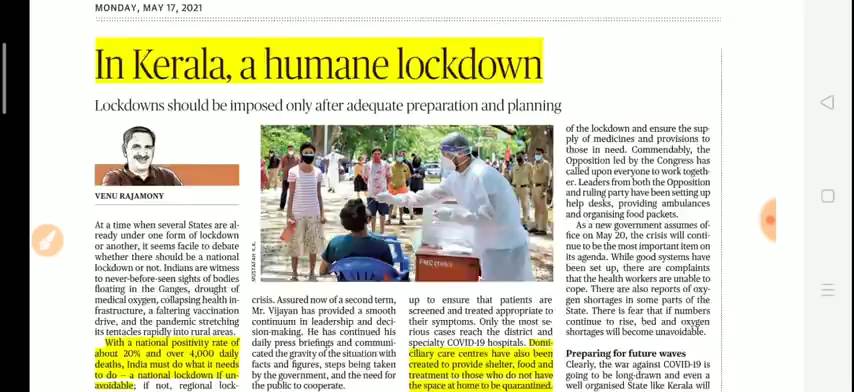 MONDAY, MAY 17, 2021
In Kerala, a humane lockdown
Lockdowns should be imposed only after adequate preparation and planning
VENU RAJAMONY
At a time when several States are al-
ready under one form of lockdown
or another, it seems facile to debate
whether there should be a national
lockdown or not. Indians are witness
to never-before-seen sights of bodies
floating in the Ganges, drought of
medical oxygen, collapsing health in-
frastructure, a faltering vaccination
drive, and the pandemic stretching
its tentacles rapidly into rural areas.
With a national positivity rate of
about 20% and over 4,000 daily
deaths, India must do what it needs
to do – a national lockdown if un-
avoidable; if not, regional lock-
crisis. Assured now of a second term,
Mr. Vijayan has provided a smooth
continuum in leadership and deci-
sion-making. He has continued his
daily press briefings and communi-
cated the gravity of the situation with
facts and figures, steps being taken
by the government, and the need for
the public to cooperate.
up to ensure that patients are
screened and treated appropriate to
their symptoms. Only the most se-
rious cases reach the district and
specialty COVID-19 hospitals. Domi-
ciliary care centres have also been
created to provide shelter, food and
treatment to those who do not have
the space at home to be quarantined.
of the lockdown and ensure the sup-
ply of medicines and provisions to
those in need. Commendably, the
Opposition led by the Congress has
called upon everyone to work togeth-
er. Leaders from both the Opposition
and ruling party have been setting up
help desks, providing ambulances
and organising food packets.
As a new government assumes of-
fice on May 20, the crisis will conti-
nue to be the most important item on
its agenda. While good systems have
been set up, there are complaints
that the health workers are unable to
cope. There are also reports of oxy-
gen shortages in some parts of the
State. There is fear that if numbers
continue to rise, bed and oxygen
shortages will become unavoidable.
Preparing for future waves
Clearly, the war against COVID-19 is
going to be long-drawn and even a
well organised State like Kerala will